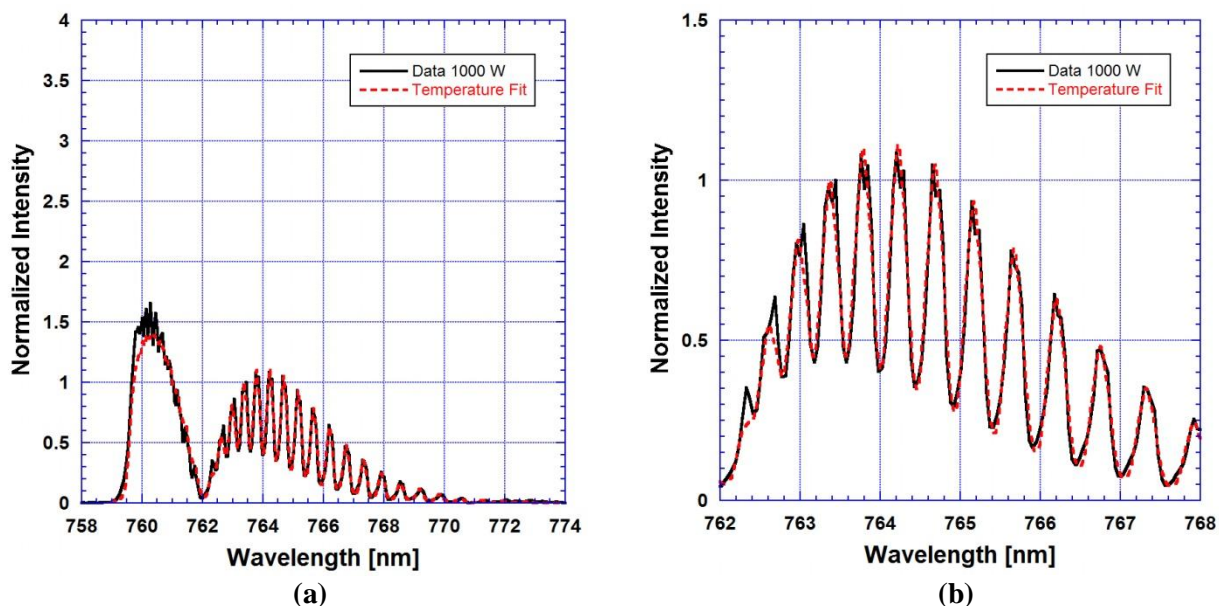 4
3.5
3
2.5
2
1.5
1
0.5
0
Normalized Intensity
Data 1000 W
Temperature Fit
758 760 762 764 766 768 770 772 774
Wavelength [nm]
(a)
1.5
1
0.5
0
Normalized Intensity
Data 1000 W
Temperature Fit
762 763 764 765 766 767 768
Wavelength [nm]
(b)